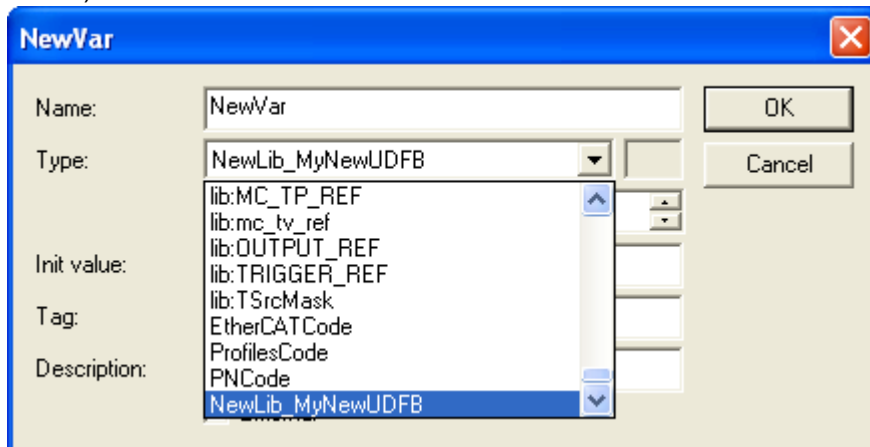 NewVar
Name:
NewVar
OK
Type:
NewLib_MyNewUDFB
Cancel
lib:MC_TP_REF
lib:mc_tv_ref
lib:OUTPUT_REF
Init value:
lib:TRIGGER_REF
lib:TSrcMask
Tag:
EtherCATCode
ProfilesCode
Description:
PNCode
NewLib_MyNewUDFB